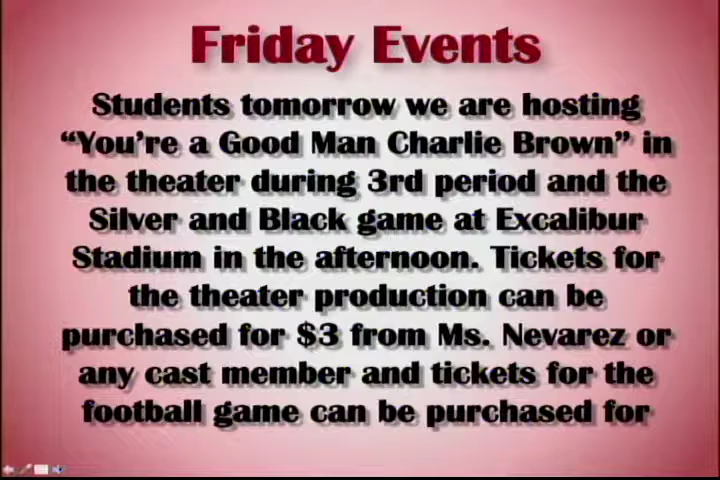 Friday Events
Students tomorrow we are hosting
“You’re a Good Man Charlie Brown” in
the theater during 3rd period and the
Silver and Black game at Excalibur
Stadium in the afternoon. Tickets for
the theater production can be
purchased for $3 from Ms. Nevarez or
any cast member and tickets for the
football game can be purchased for